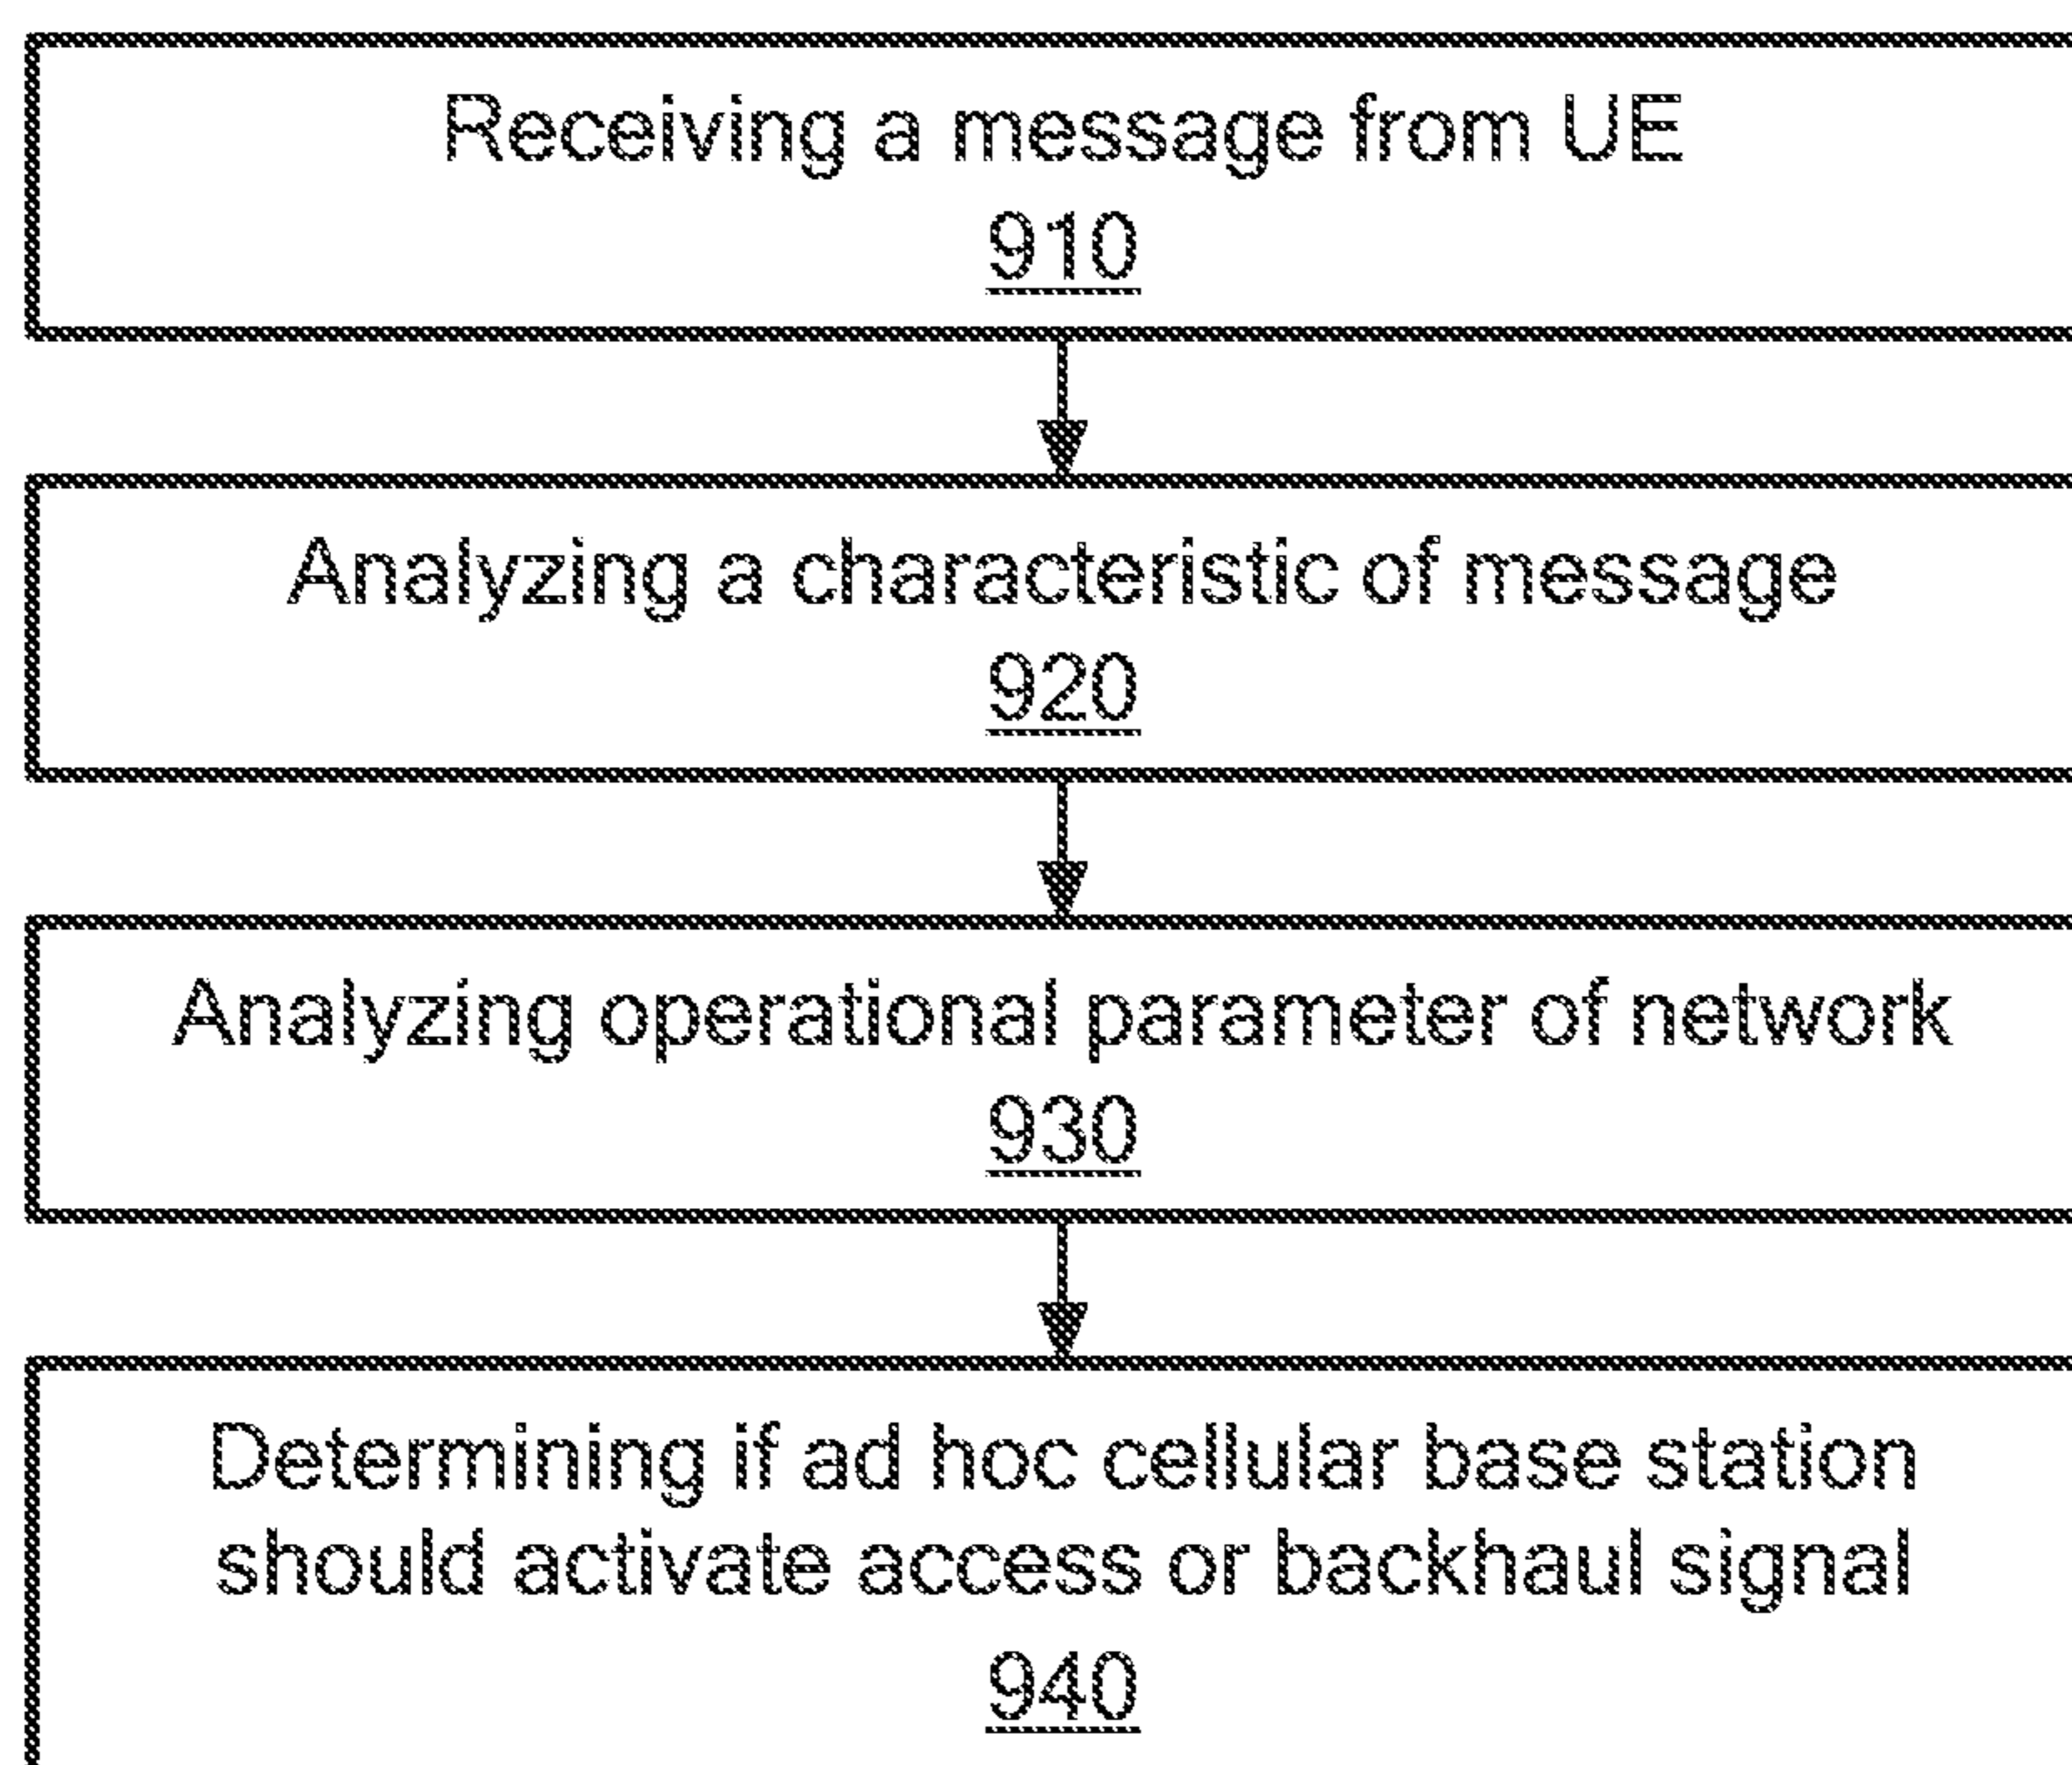 Receiving a message from UE
910
Analyzing a characteristic of message
920
Analyzing operational parameter of network
930
Determining if ad hoc cellular base station
should activate access or backhaul signal
940